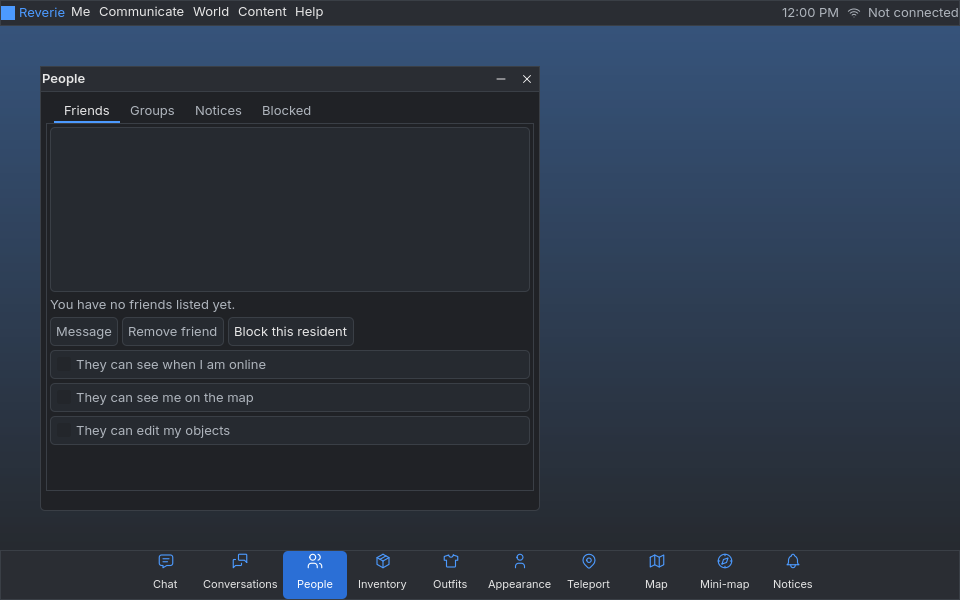 Reverie Me Communicate World Content Help 12:00 PM Not connected
People
Friends Groups Notices Blocked
You have no friends listed yet.
Message Remove friend Block this resident
They can see when I am online
They can see me on the map
They can edit my objects
Chat Conversations People Inventory Outfits Appearance Teleport Map Mini-map Notices